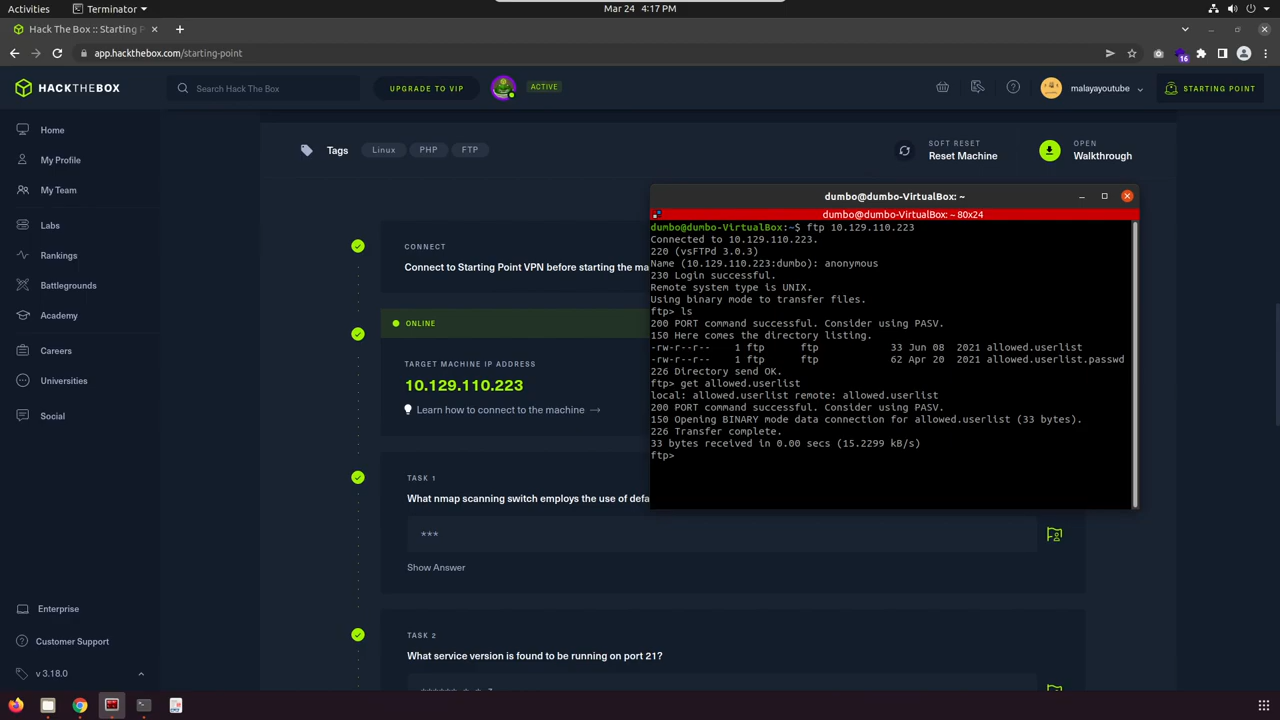 Activities
Terminator
Mar 24 4:17 PM
Hack The Box :: Starting P
app.hackthebox.com/starting-point
16
HACKTHEBOX
Search Hack The Box
UPGRADE TO VIP
ACTIVE
malayayoutube
STARTING POINT
Home
My Profile
My Team
Labs
Rankings
Battlegrounds
Academy
Careers
Universities
Social
Enterprise
Customer Support
v 3.18.0
Tags
Linux
PHP
FTP
SOFT RESET
Reset Machine
OPEN
Walkthrough
CONNECT
Connect to Starting Point VPN before starting the ma
ONLINE
TARGET MACHINE IP ADDRESS
10.129.110.223
Learn how to connect to the machine
TASK 1
What nmap scanning switch employs the use of defa
***
Show Answer
TASK 2
What service version is found to be running on port 21?
dumbo@dumbo-VirtualBox: ~
dumbo@dumbo-VirtualBox: ~ 80x24
dumbo@dumbo-VirtualBox:~$ ftp 10.129.110.223
Connected to 10.129.110.223.
220 (vsFTPd 3.0.3)
Name (10.129.110.223:dumbo): anonymous
230 Login successful.
Remote system type is UNIX.
Using binary mode to transfer files.
ftp> ls
200 PORT command successful. Consider using PASV.
150 Here comes the directory listing.
-rw-r--r-- 1 ftp ftp 33 Jun 08 2021 allowed.userlist
-rw-r--r-- 1 ftp ftp 62 Apr 20 2021 allowed.userlist.passwd
226 Directory send OK.
ftp> get allowed.userlist
local: allowed.userlist remote: allowed.userlist
200 PORT command successful. Consider using PASV.
150 Opening BINARY mode data connection for allowed.userlist (33 bytes).
226 Transfer complete.
33 bytes received in 0.00 secs (15.2299 kB/s)
ftp>